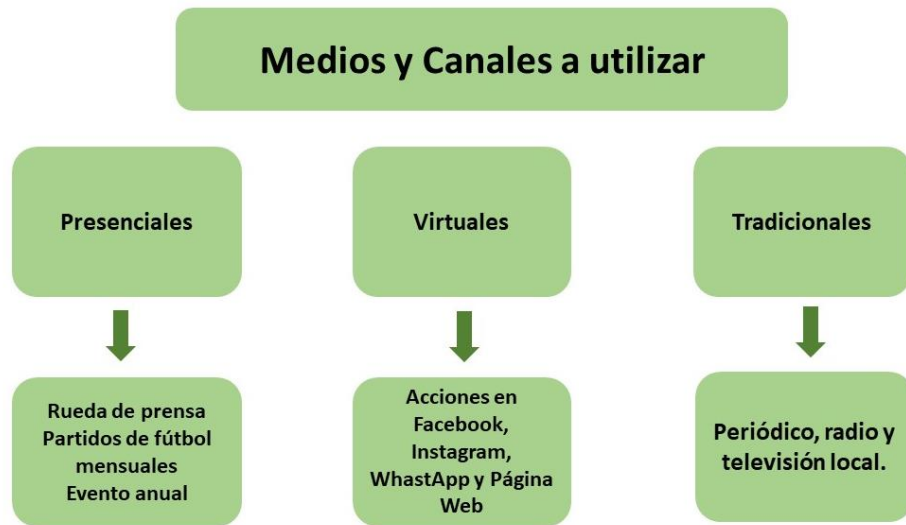 Medios y Canales a utilizar
Presenciales
Virtuales
Tradicionales
Rueda de prensa
Partidos de fútbol
mensuales
Evento anual
Acciones en
Facebook,
Instagram,
WhastApp y Página
Web
Periódico, radio y
televisión local.